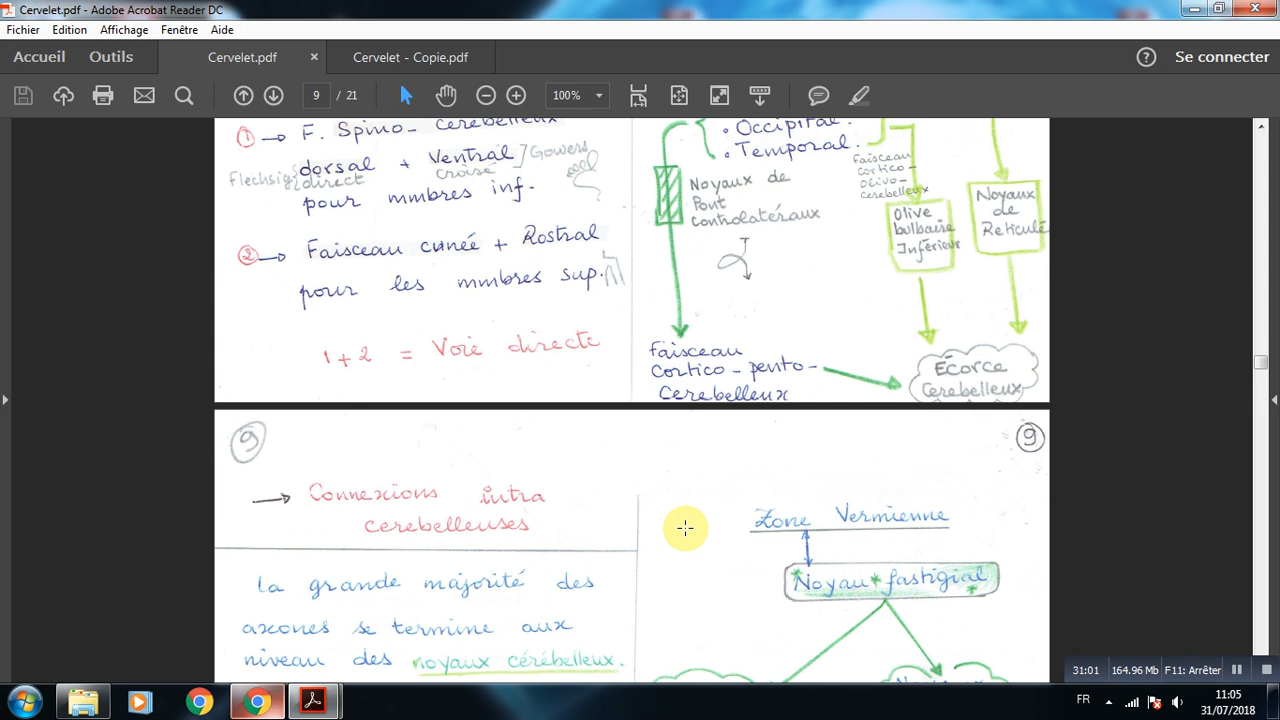 Cervelet.pdf - Adobe Acrobat Reader DC
Fichier Edition Affichage Fenêtre Aide
Accueil Outils Cervelet.pdf × Cervelet - Copie.pdf ? Se connecter
9 / 21 100%
① → F. Spino-cerebelleux
dorsal + Ventral ] Gowers
Flechsig direct croisé
pour mmbres inf.
② → Faisceau cunée + Rostral
pour les mmbres sup.
1+2 = Voie directe
• Occipital.
• Temporal.
Noyaux de
Pont
controlatéraux
Faisceau
cortico-
olivo-
cerebelleux
Olive
bulbaire
Inférieur
Noyaux
de
Reticulé
Faisceau
Cortico-ponto-
Cerebelleux
Écorce
Cerebelleux
9
→ Connexions intra
cerebelleuses
la grande majorité des
axones se termine aux
niveau des noyaux cérébelleux.
9
Zone Vermienne
*Noyau* fastigial*
31:01 164.96 Mb F11: Arrêter
FR 11:05
31/07/2018